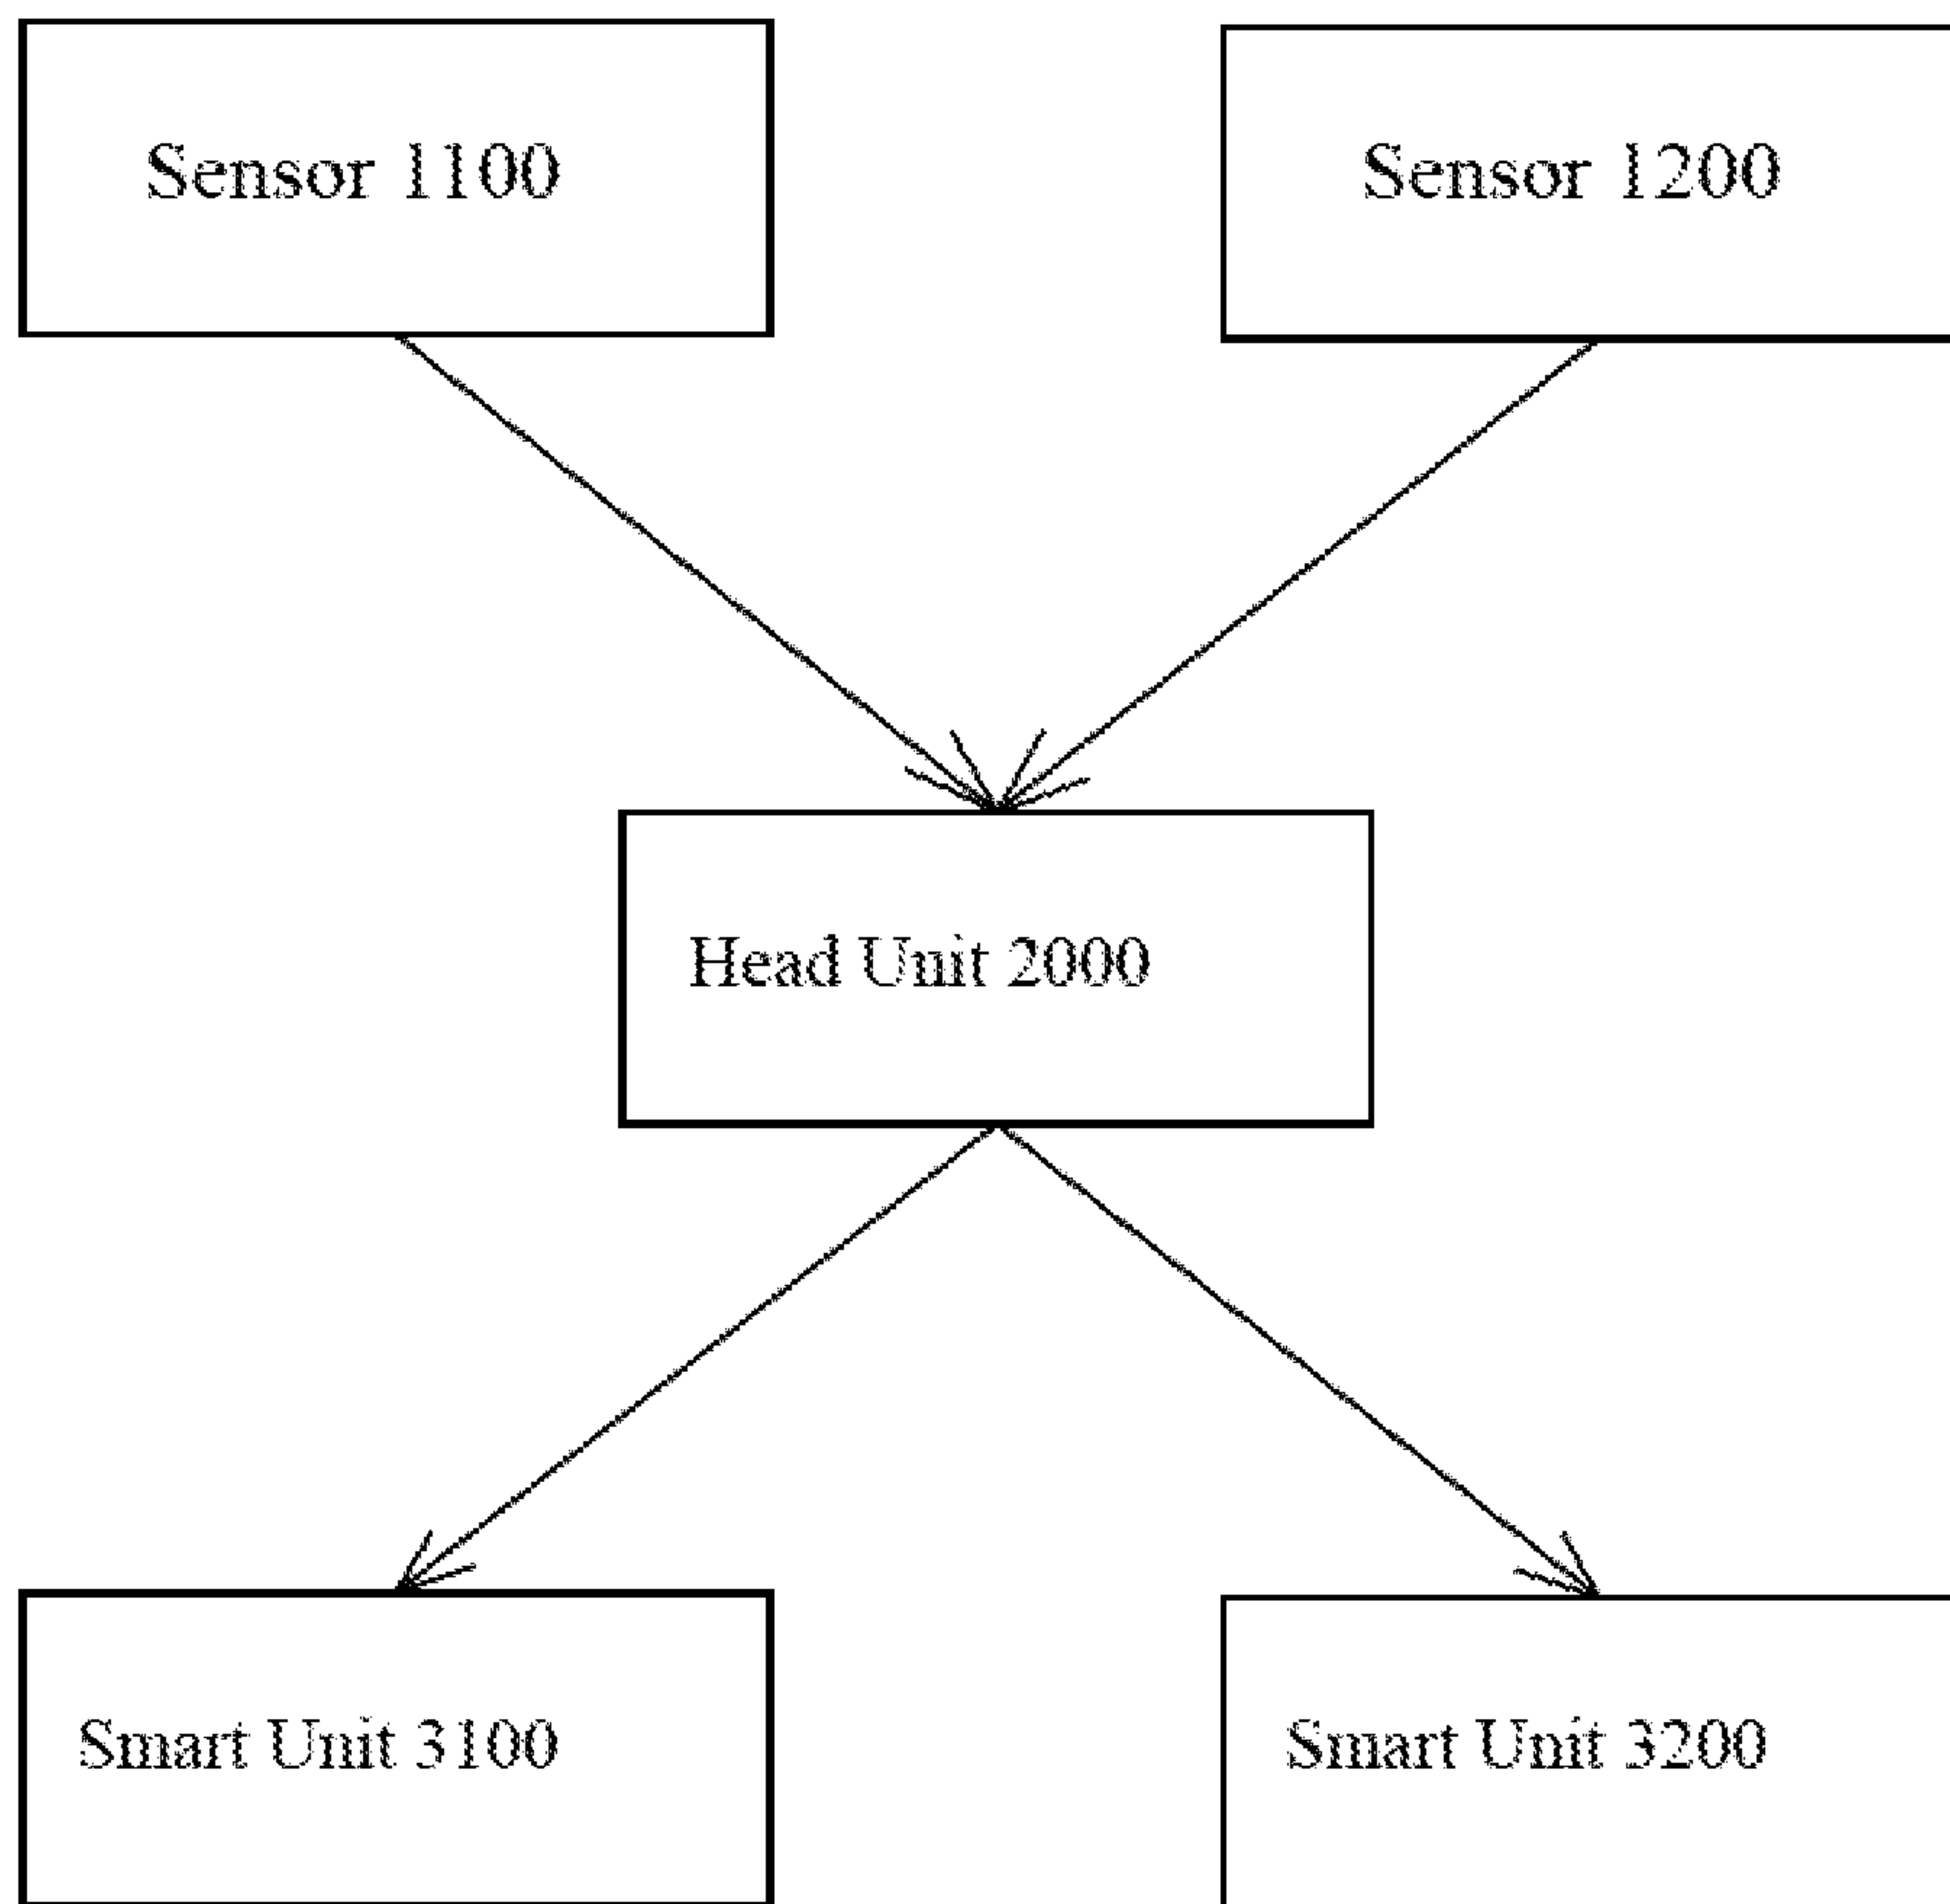 Sensor 1100
Sensor 1200
Head Unit 2000
Smart Unit 3100
Smart Unit 3200